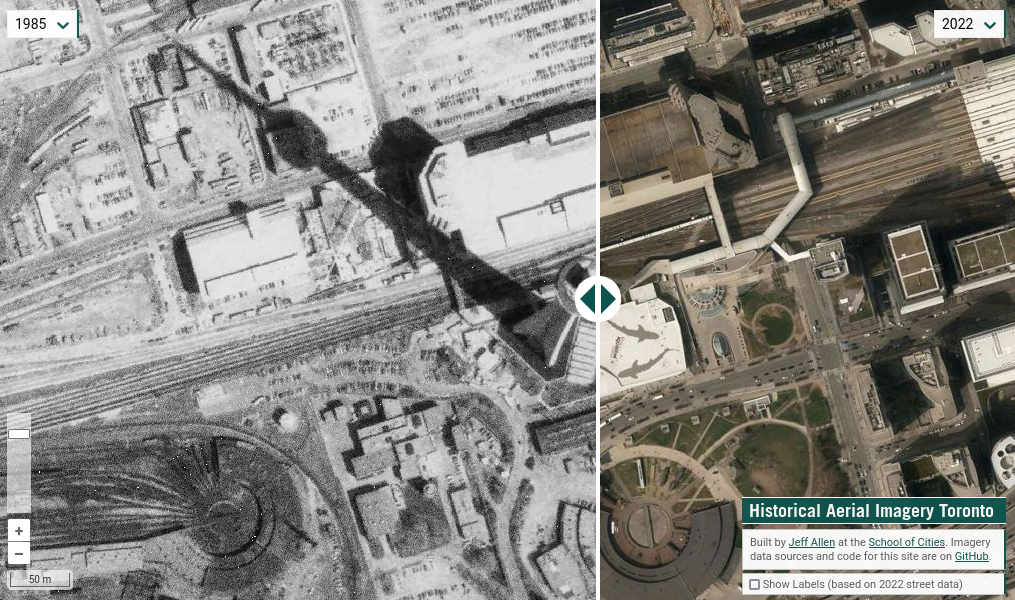 1985
2022
+
−
50 m
Historical Aerial Imagery Toronto
Built by Jeff Allen at the School of Cities. Imagery
data sources and code for this site are on GitHub.
Show Labels (based on 2022 street data)